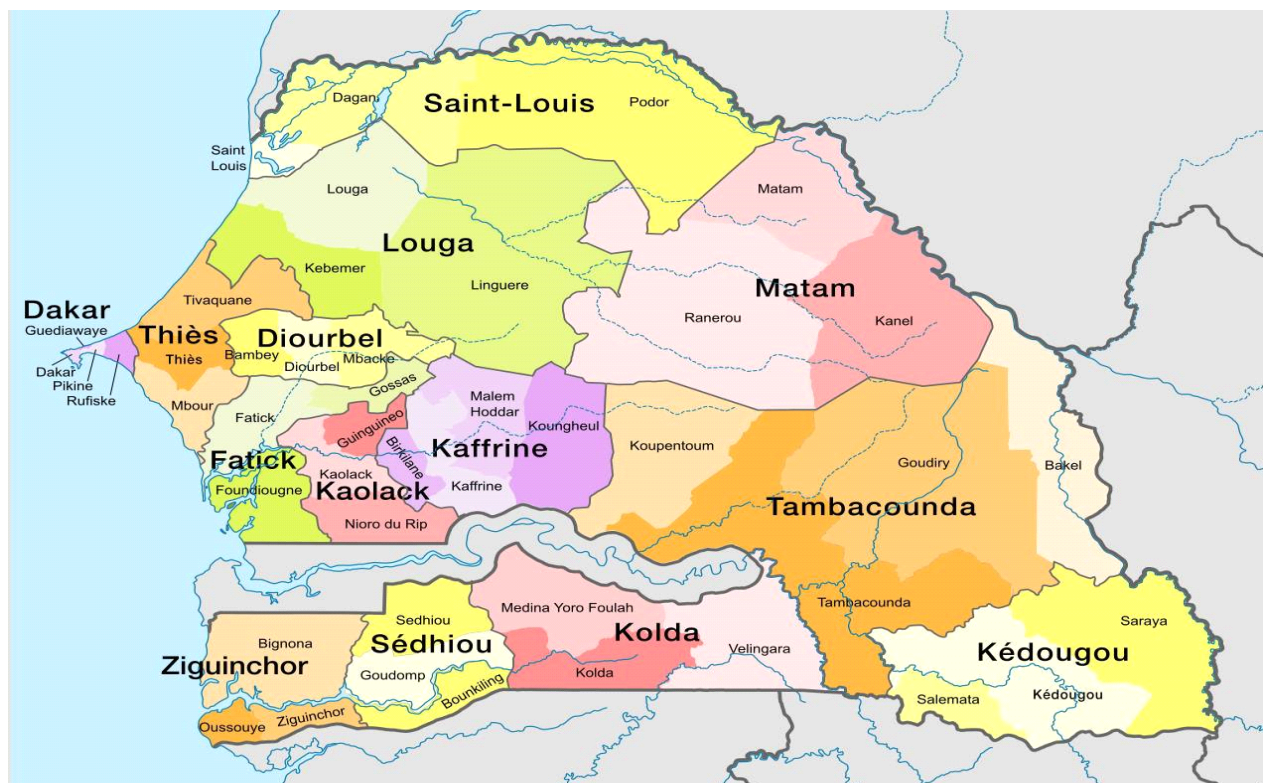 Dagana
Saint-Louis
Podor
Saint
Louis
Louga
Matam
Louga
Kebemer
Linguere
Matam
Ranerou
Kanel
Tivaquane
Dakar
Guediawaye
Thiès
Thiès
Diourbel
Bambey
Mbacke
Diourbel
Dakar
Pikine
Rufiske
Mbour
Gossas
Fatick
Malem
Hoddar
Guinguineo
Koungheul
Koupentoum
Goudiry
Bakel
Birkilane
Kaffrine
Fatick
Kaolack
Kaolack
Kaffrine
Foundiougne
Nioro du Rip
Tambacounda
Tambacounda
Medina Yoro Foulah
Sedhiou
Saraya
Bignona
Sédhiou
Kolda
Velingara
Kédougou
Ziguinchor
Goudomp
Kolda
Bounkiling
Salemata
Kédougou
Oussouye
Ziguinchor